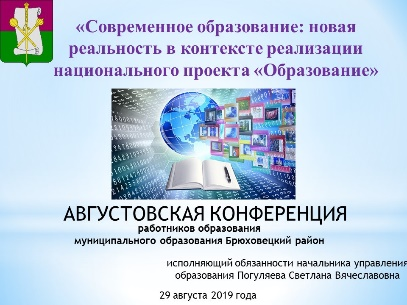 «Современное образование: новая
реальность в контексте реализации
национального проекта «Образование»
АВГУСТОВСКАЯ КОНФЕРЕНЦИЯ
работников образования
муниципального образования Брюховецкий район
исполняющий обязанности начальника управления
образования Погуляева Светлана Вячеславовна
29 августа 2019 года